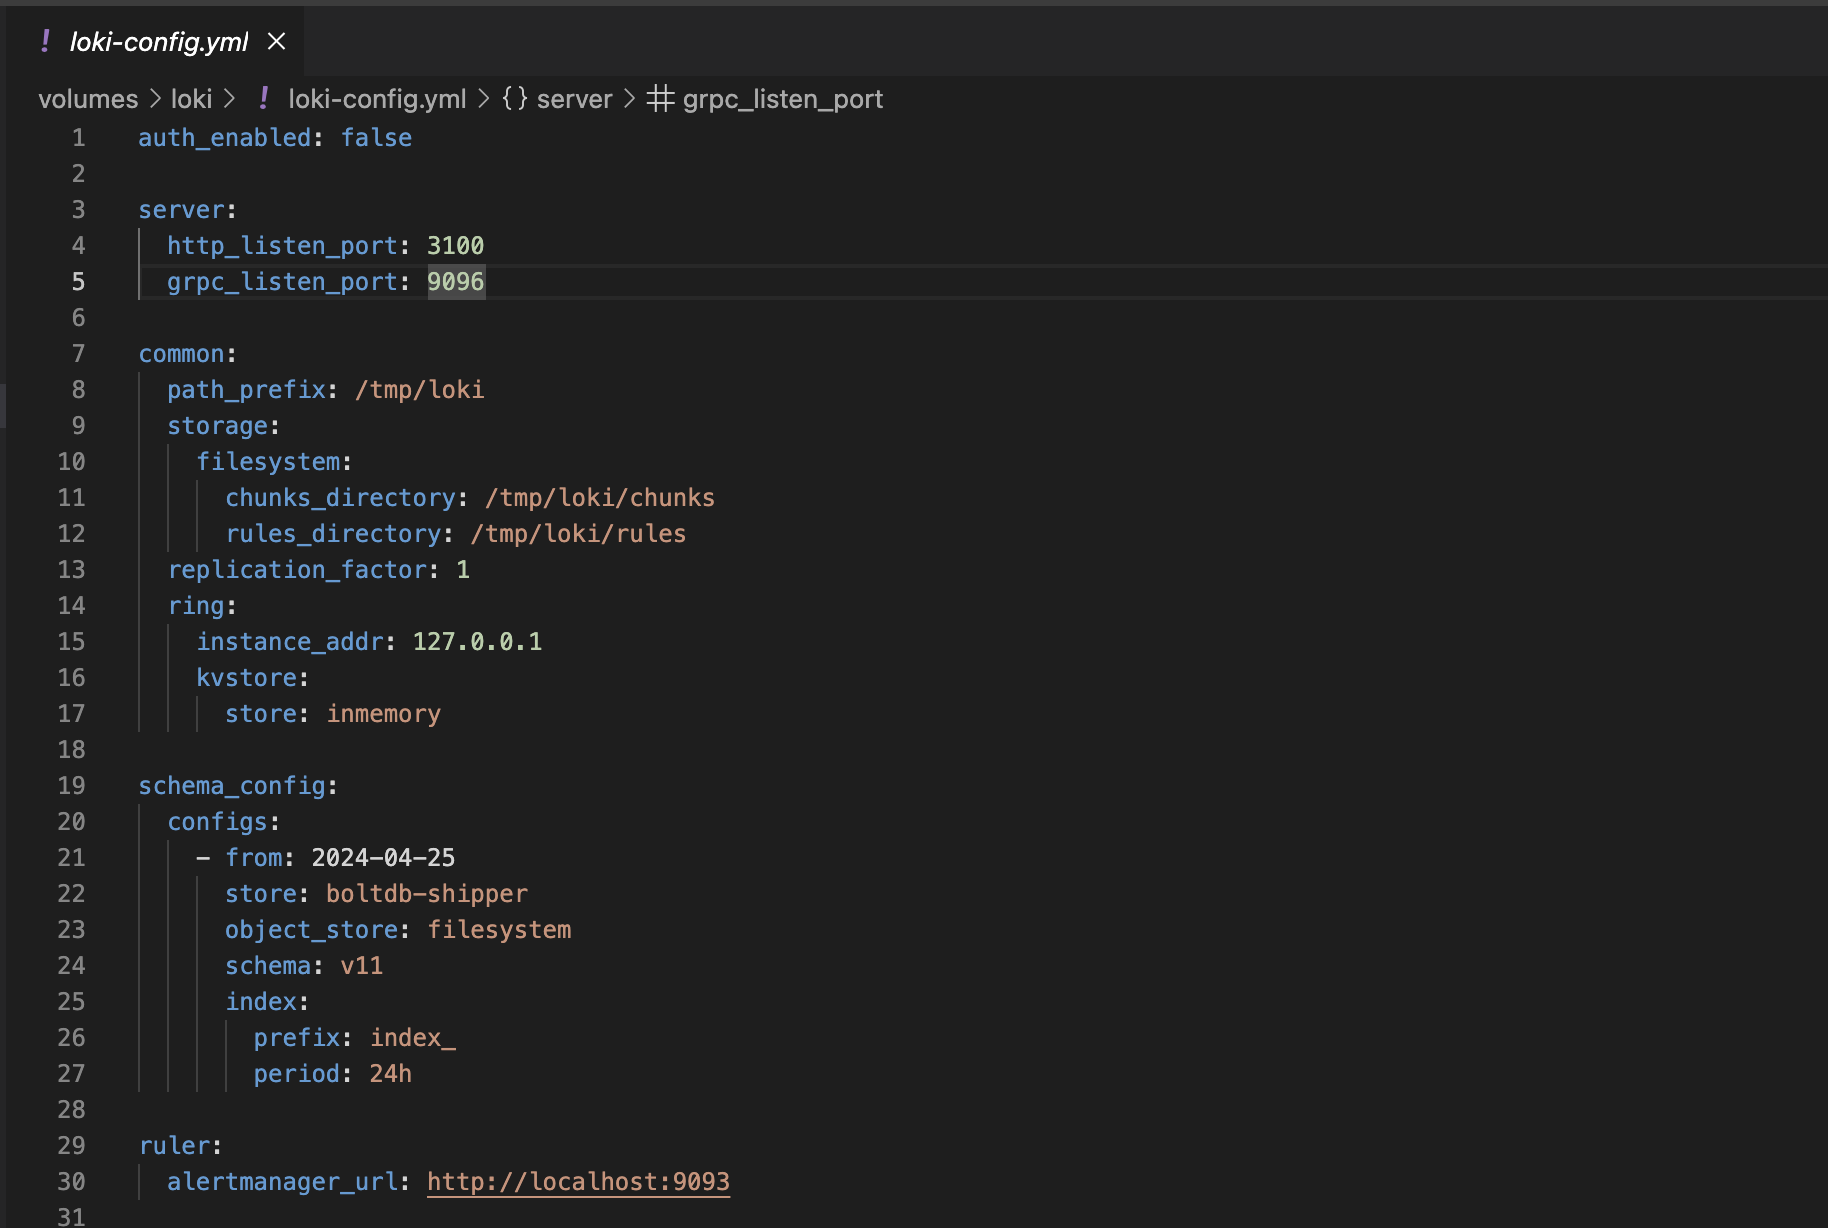 ! loki-config.yml ×
volumes > loki > ! loki-config.yml > {} server > # grpc_listen_port
1 auth_enabled: false
2
3 server:
4   http_listen_port: 3100
5   grpc_listen_port: 9096
6
7 common:
8   path_prefix: /tmp/loki
9   storage:
10     filesystem:
11       chunks_directory: /tmp/loki/chunks
12       rules_directory: /tmp/loki/rules
13   replication_factor: 1
14   ring:
15     instance_addr: 127.0.0.1
16     kvstore:
17       store: inmemory
18
19 schema_config:
20   configs:
21     - from: 2024-04-25
22       store: boltdb-shipper
23       object_store: filesystem
24       schema: v11
25       index:
26         prefix: index_
27         period: 24h
28
29 ruler:
30   alertmanager_url: http://localhost:9093
31